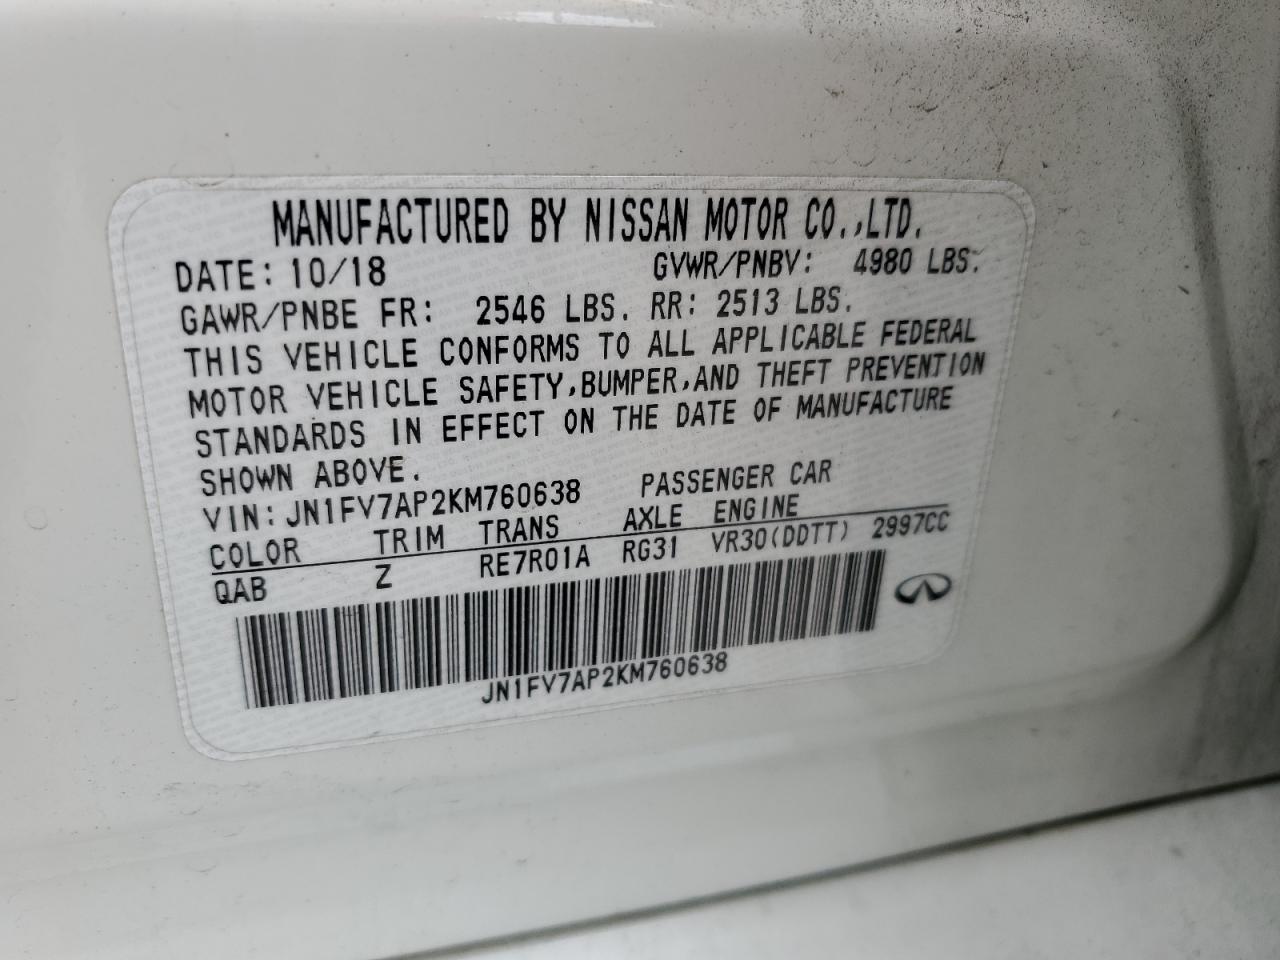 MANUFACTURED BY NISSAN MOTOR CO.,LTD.
DATE: 10/18 GVWR/PNBV: 4980 LBS.
GAWR/PNBE FR: 2546 LBS. RR: 2513 LBS.
THIS VEHICLE CONFORMS TO ALL APPLICABLE FEDERAL
MOTOR VEHICLE SAFETY,BUMPER,AND THEFT PREVENTION
STANDARDS IN EFFECT ON THE DATE OF MANUFACTURE
SHOWN ABOVE.
VIN: JN1FV7AP2KM760638 PASSENGER CAR
COLOR TRIM TRANS AXLE ENGINE
QAB Z RE7R01A RG31 VR30(DDTT) 2997CC
JN1FV7AP2KM760638